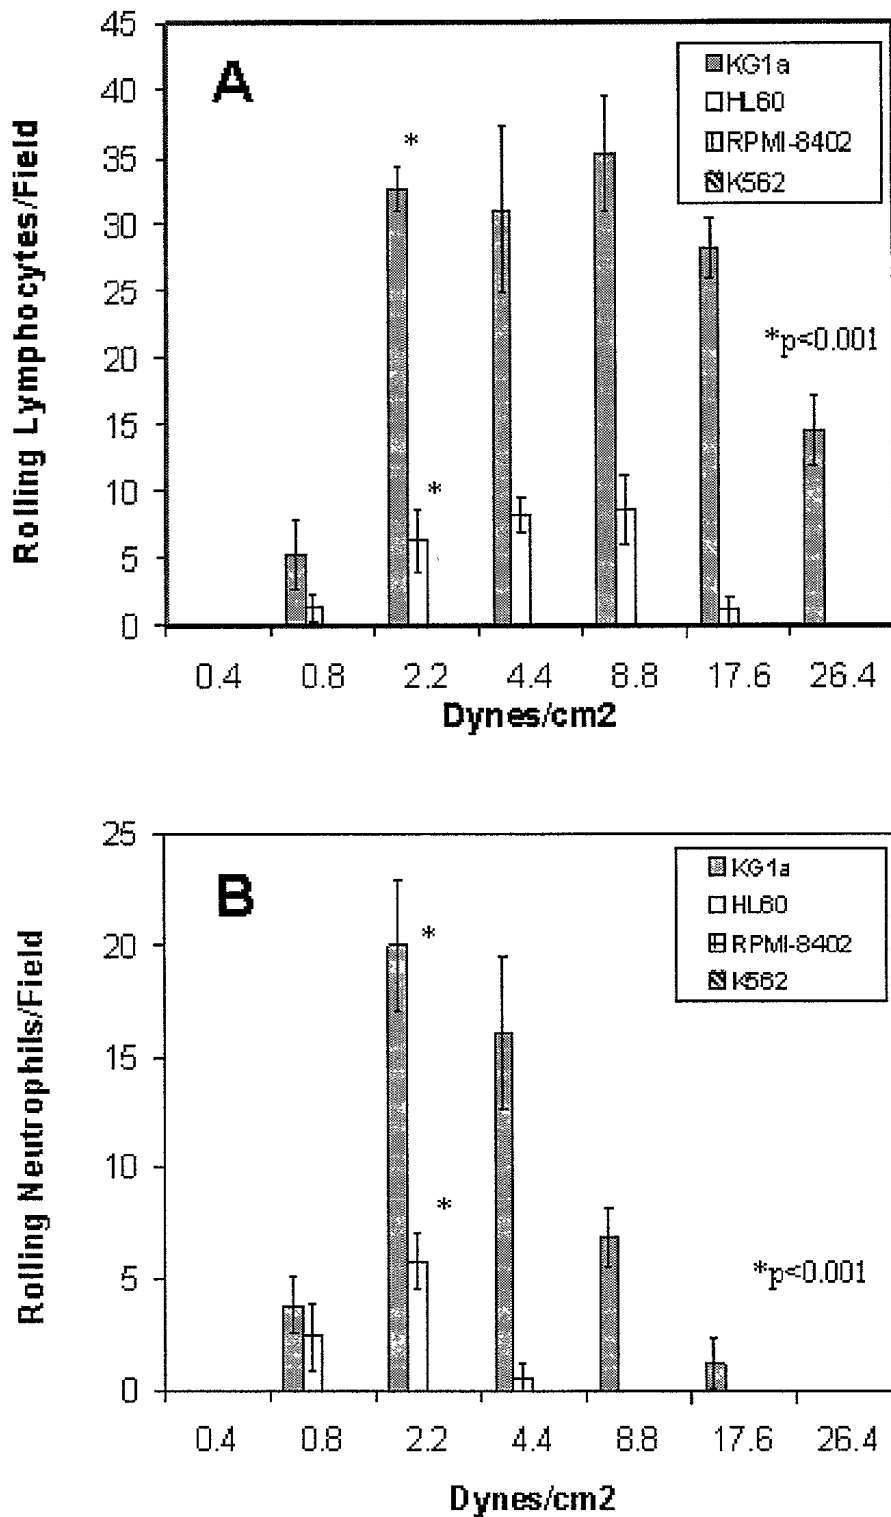 A
Rolling Lymphocytes/Field
45
40
35
30
25
20
15
10
5
0
KG1a
HL60
RPMI-8402
K562
*
*
*p<0.001
0.4 0.8 2.2 4.4 8.8 17.6 26.4
Dynes/cm2
B
Rolling Neutrophils/Field
25
20
15
10
5
0
KG1a
HL60
RPMI-8402
K562
*
*
*p<0.001
0.4 0.8 2.2 4.4 8.8 17.6 26.4
Dynes/cm2